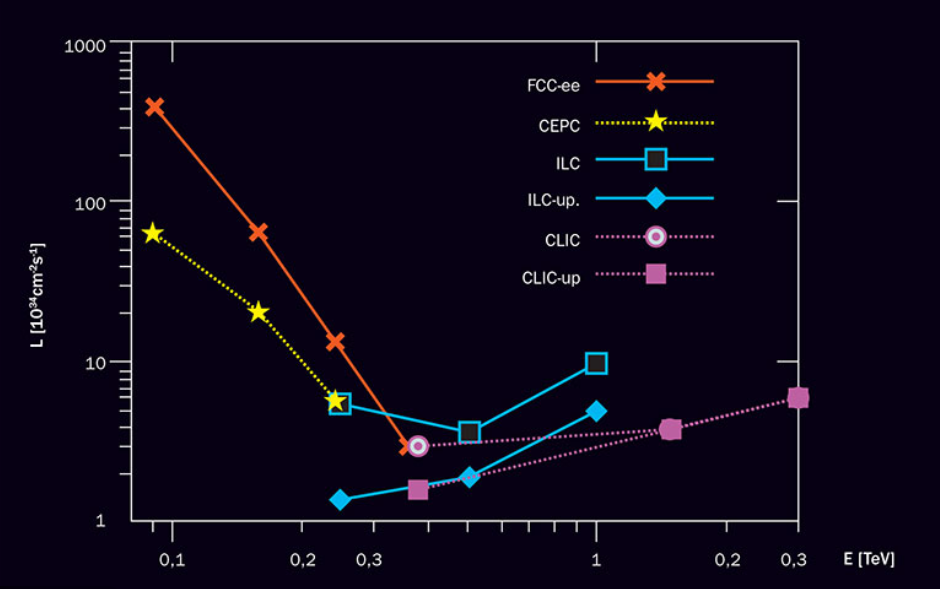 1000
100
10
1
L [10³⁴cm⁻²s⁻¹]
FCC-ee
CEPC
ILC
ILC-up.
CLIC
CLIC-up
0,1 0,2 0,3 1 0,2 0,3 E [TeV]